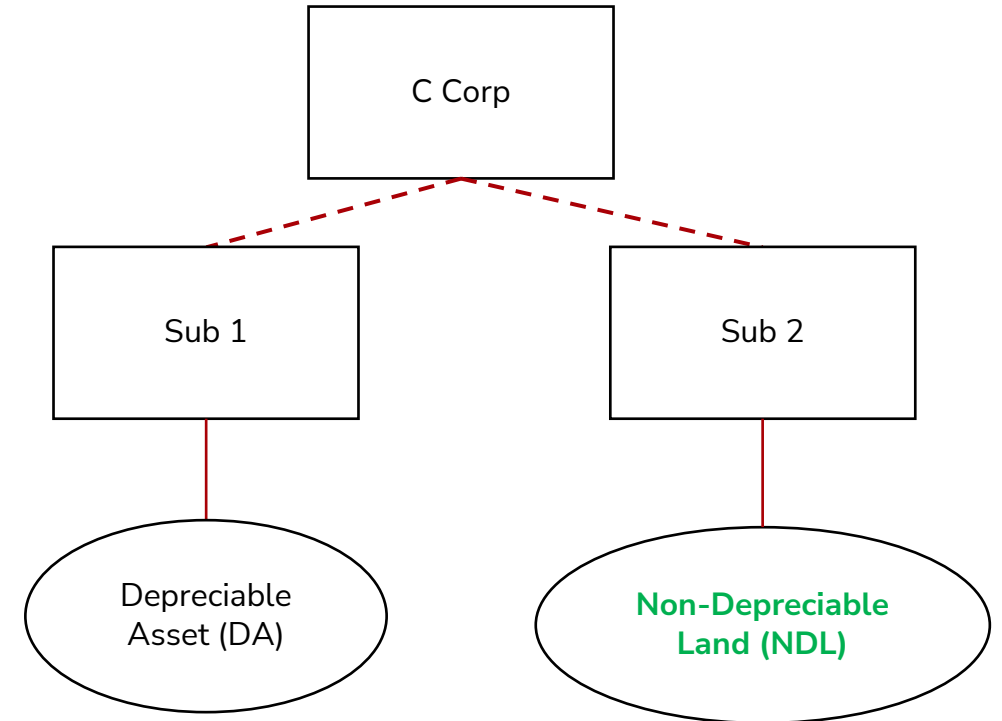 C Corp
Sub 1
Sub 2
Depreciable
Asset (DA)
Non-Depreciable
Land (NDL)